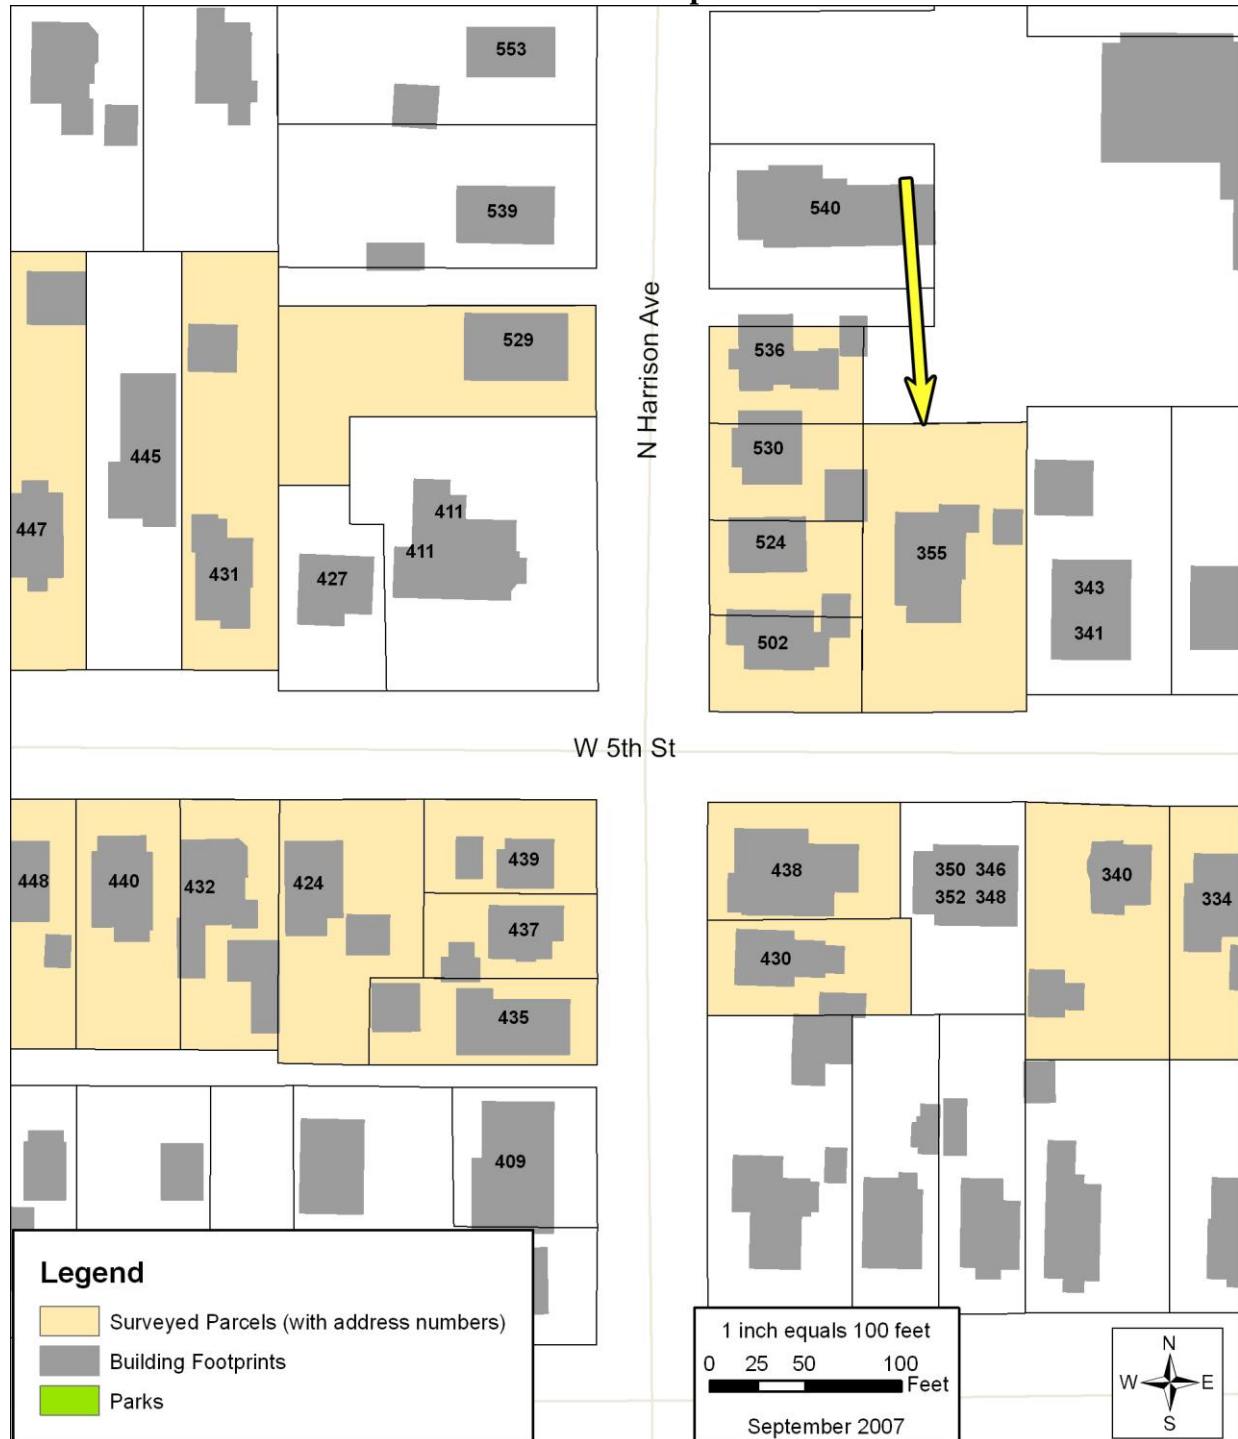 553
539
540
N Harrison Ave
529
536
530
445
411
447
524
411
355
431
427
343
341
502
W 5th St
439
438
350 346
340
448
440
432
424
352 348
334
437
430
435
409
Legend
Surveyed Parcels (with address numbers)
Building Footprints
Parks
1 inch equals 100 feet
0 25 50 100
Feet
September 2007
N
W E
S